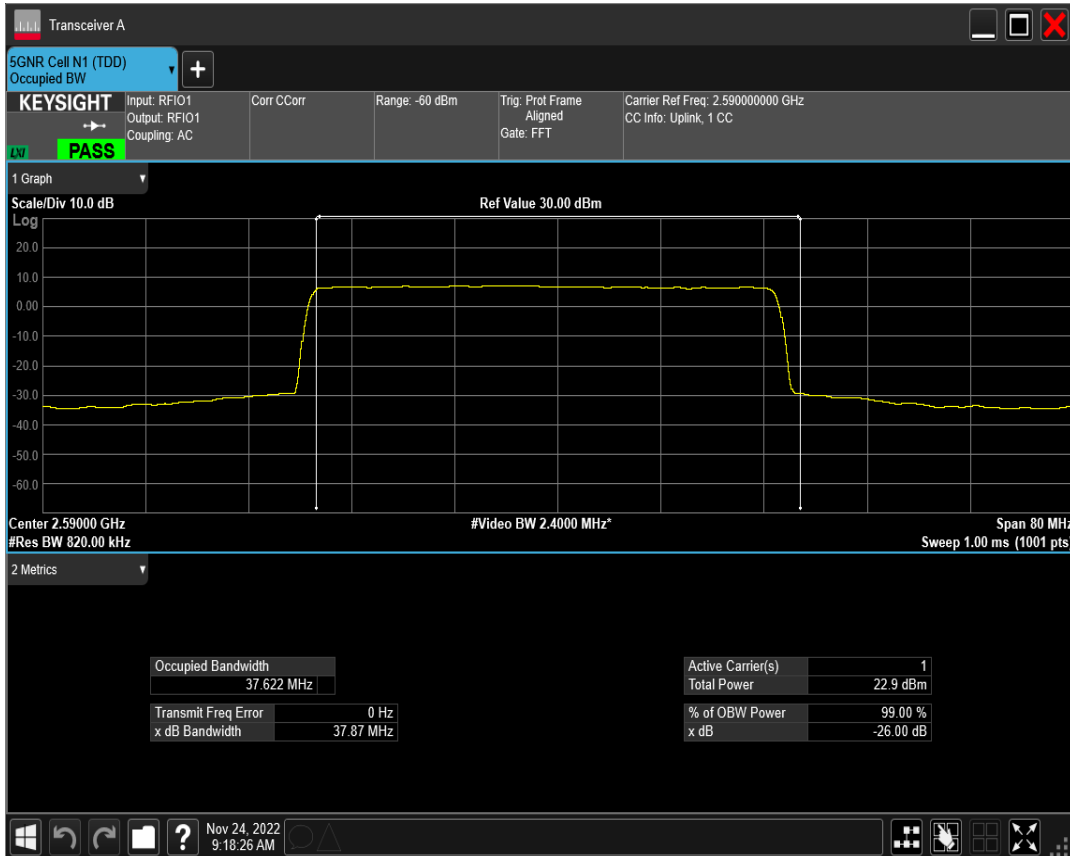 Transceiver A
5GNR Cell N1 (TDD)
Occupied BW
+
KEYSIGHT
LXI
PASS
Input: RFIO1
Output: RFIO1
Coupling: AC
Corr CCorr
Range: -60 dBm
Trig: Prot Frame
Aligned
Gate: FFT
Carrier Ref Freq: 2.590000000 GHz
CC Info: Uplink, 1 CC
1 Graph
Scale/Div 10.0 dB
Ref Value 30.00 dBm
Log
20.0
10.0
0.00
-10.0
-20.0
-30.0
-40.0
-50.0
-60.0
Center 2.59000 GHz
#Video BW 2.4000 MHz*
Span 80 MHz
#Res BW 820.00 kHz
Sweep 1.00 ms (1001 pts)
2 Metrics
Occupied Bandwidth
37.622 MHz
Transmit Freq Error 0 Hz
x dB Bandwidth 37.87 MHz
Active Carrier(s) 1
Total Power 22.9 dBm
% of OBW Power 99.00 %
x dB -26.00 dB
?
Nov 24, 2022
9:18:26 AM